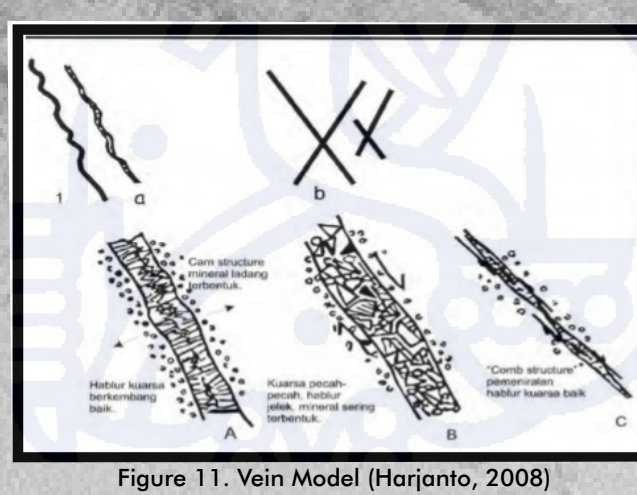 1
a
b
Cam structure
mineral ladang
terbentuk.
Hablur kuarsa
berkembang
baik.
A
Kuarsa pecah-
pecah, heblur
jelek, mineral sering
terbentuk.
B
"Comb structure"
pemeniralan
hablur kuarsa baik
C
Figure 11. Vein Model (Harjanto, 2008)